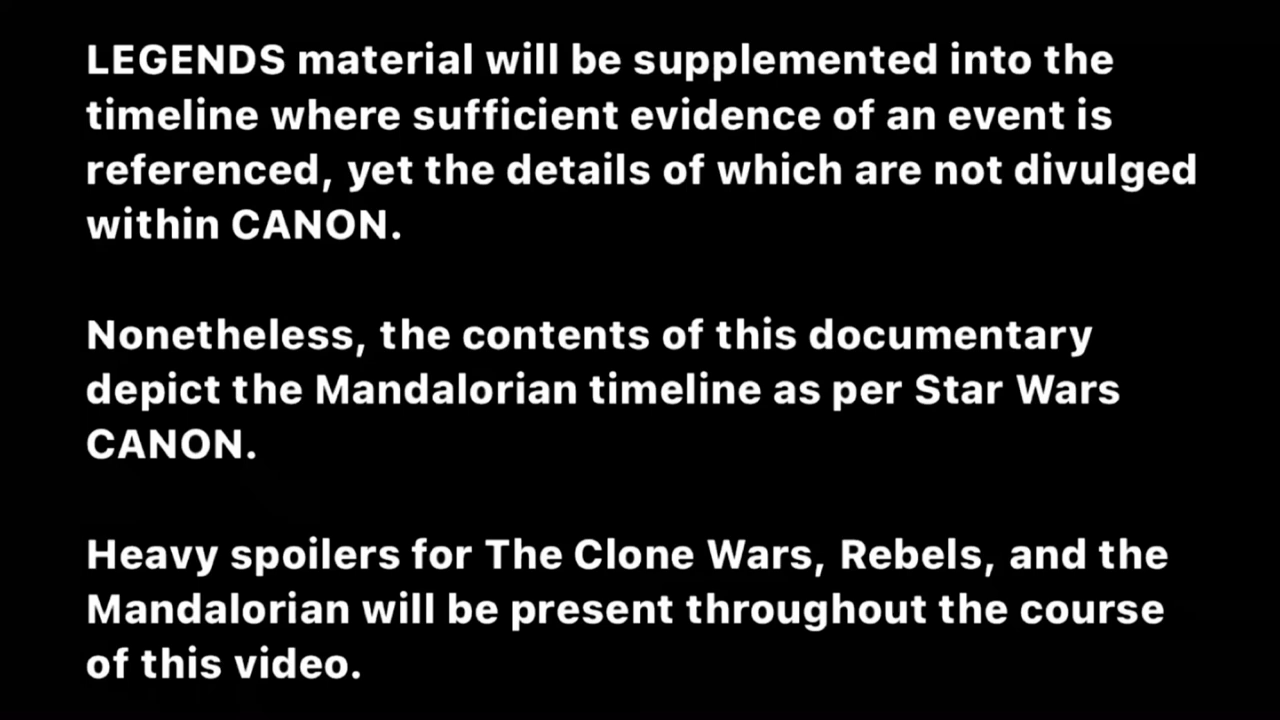 LEGENDS material will be supplemented into the
timeline where sufficient evidence of an event is
referenced, yet the details of which are not divulged
within CANON.
Nonetheless, the contents of this documentary
depict the Mandalorian timeline as per Star Wars
CANON.
Heavy spoilers for The Clone Wars, Rebels, and the
Mandalorian will be present throughout the course
of this video.